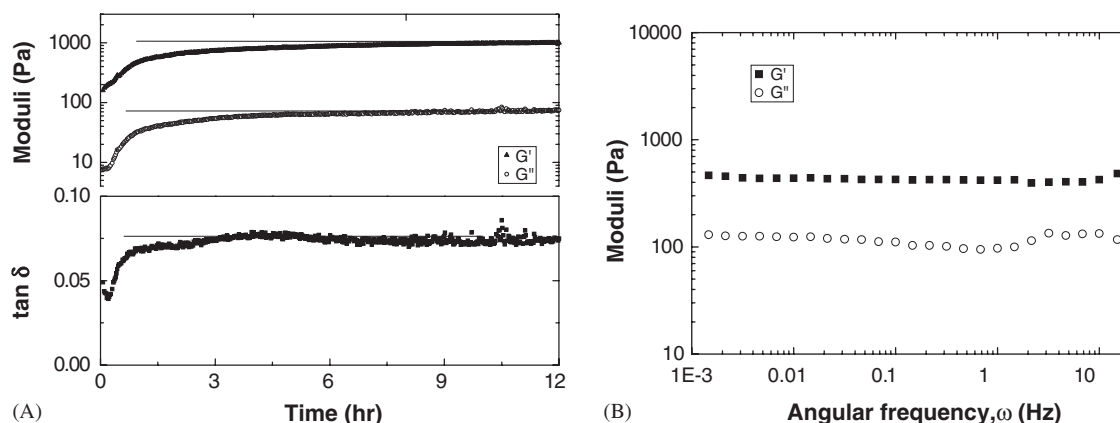 1000
100
10
Moduli (Pa)
G'
G"
0.10
0.05
0.00
tan δ
0
3
6
9
12
(A)
Time (hr)
10000
1000
100
10
Moduli (Pa)
G'
G"
1E-3
0.01
0.1
1
10
(B)
Angular frequency,ω (Hz)